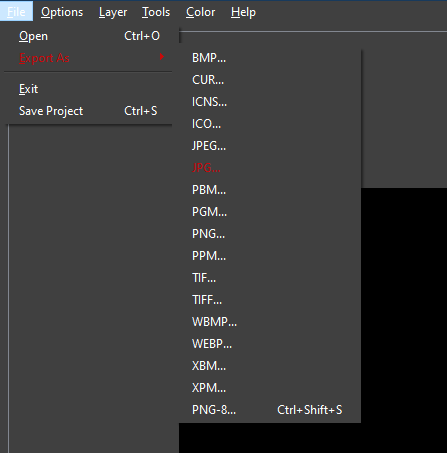 File Options Layer Tools Color Help
Open Ctrl+O
Export As
Exit
Save Project Ctrl+S
BMP...
CUR...
ICNS...
ICO...
JPEG...
JPG...
PBM...
PGM...
PNG...
PPM...
TIF...
TIFF...
WBMP...
WEBP...
XBM...
XPM...
PNG-8... Ctrl+Shift+S